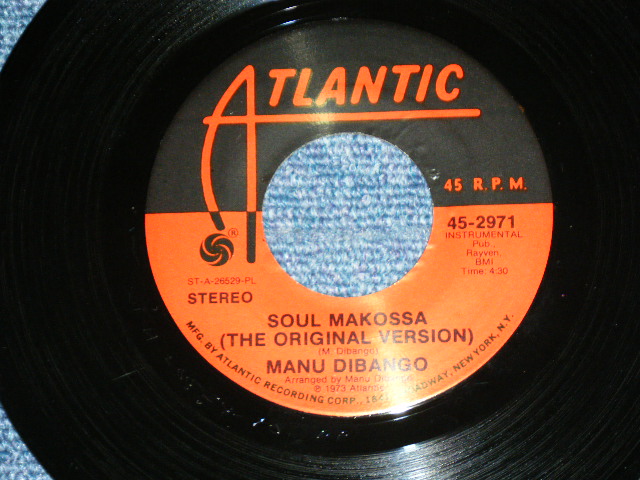 ATLANTIC
45 R.P.M.
®
45-2971
INSTRUMENTAL
Pub.,
Rayven,
BMI
Time: 4:30
ST-A-26529-PL
STEREO
SOUL MAKOSSA
(THE ORIGINAL VERSION)
(M. Dibango)
MANU DIBANGO
Arranged by Manu
℗ 1973 Atlantic
MFG. BY ATLANTIC RECORDING CORP., NEW YORK, N.Y.